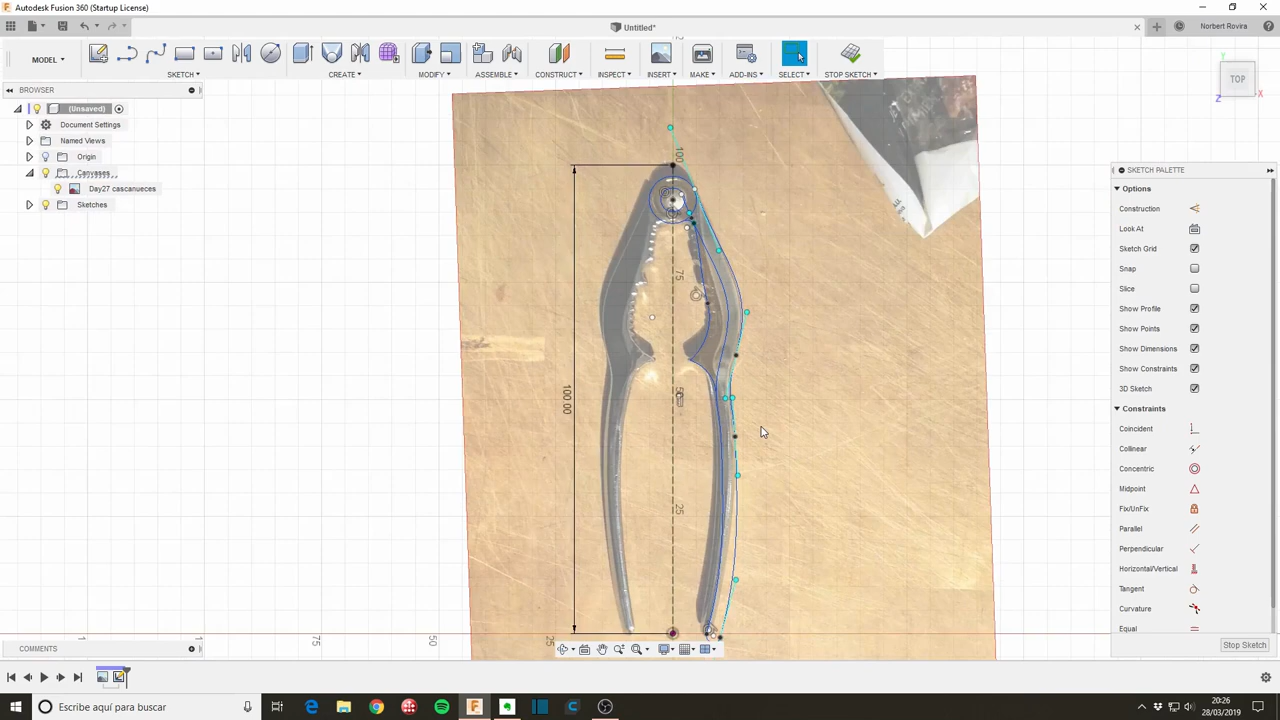 Autodesk Fusion 360 (Startup License)
Untitled*
Norbert Rovira
MODEL
SKETCH
CREATE
MODIFY
ASSEMBLE
CONSTRUCT
INSPECT
INSERT
MAKE
ADD-INS
SELECT
STOP SKETCH
BROWSER
(Unsaved)
Document Settings
Named Views
Origin
Canvases
Day27 cascanueces
Sketches
TOP
X
Y
Z
100
75
25
100.00
75
50
25
SKETCH PALETTE
Options
Construction
Look At
Sketch Grid
Snap
Slice
Show Profile
Show Points
Show Dimensions
Show Constraints
3D Sketch
Constraints
Coincident
Collinear
Concentric
Midpoint
Fix/UnFix
Parallel
Perpendicular
Horizontal/Vertical
Tangent
Curvature
Equal
Stop Sketch
COMMENTS
Escribe aquí para buscar
20:26
28/03/2019